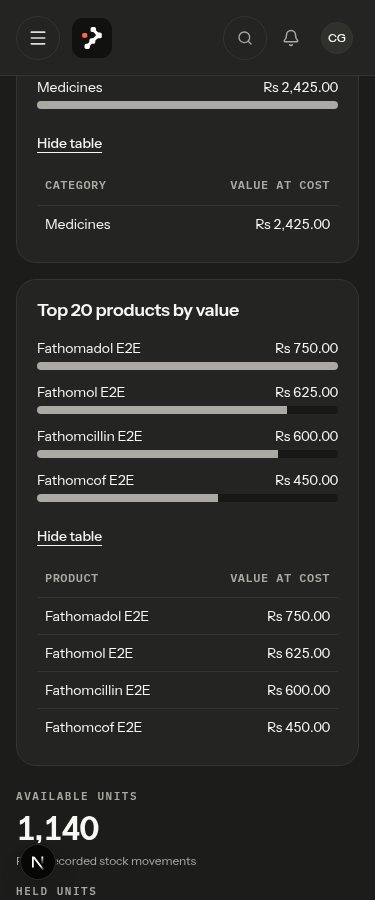 CG
Medicines Rs 2,425.00
Hide table
CATEGORY VALUE AT COST
Medicines Rs 2,425.00
Top 20 products by value
Fathomadol E2E Rs 750.00
Fathomol E2E Rs 625.00
Fathomcillin E2E Rs 600.00
Fathomcof E2E Rs 450.00
Hide table
PRODUCT VALUE AT COST
Fathomadol E2E Rs 750.00
Fathomol E2E Rs 625.00
Fathomcillin E2E Rs 600.00
Fathomcof E2E Rs 450.00
AVAILABLE UNITS
1,140
N
stock movements
HELD UNITS